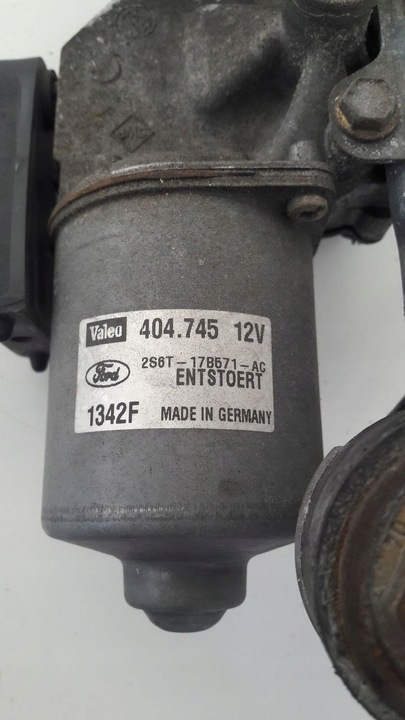 Valeo 404.745 12V
Ford 2S6T-17B571-AC
ENTSTOERT
1342F MADE IN GERMANY